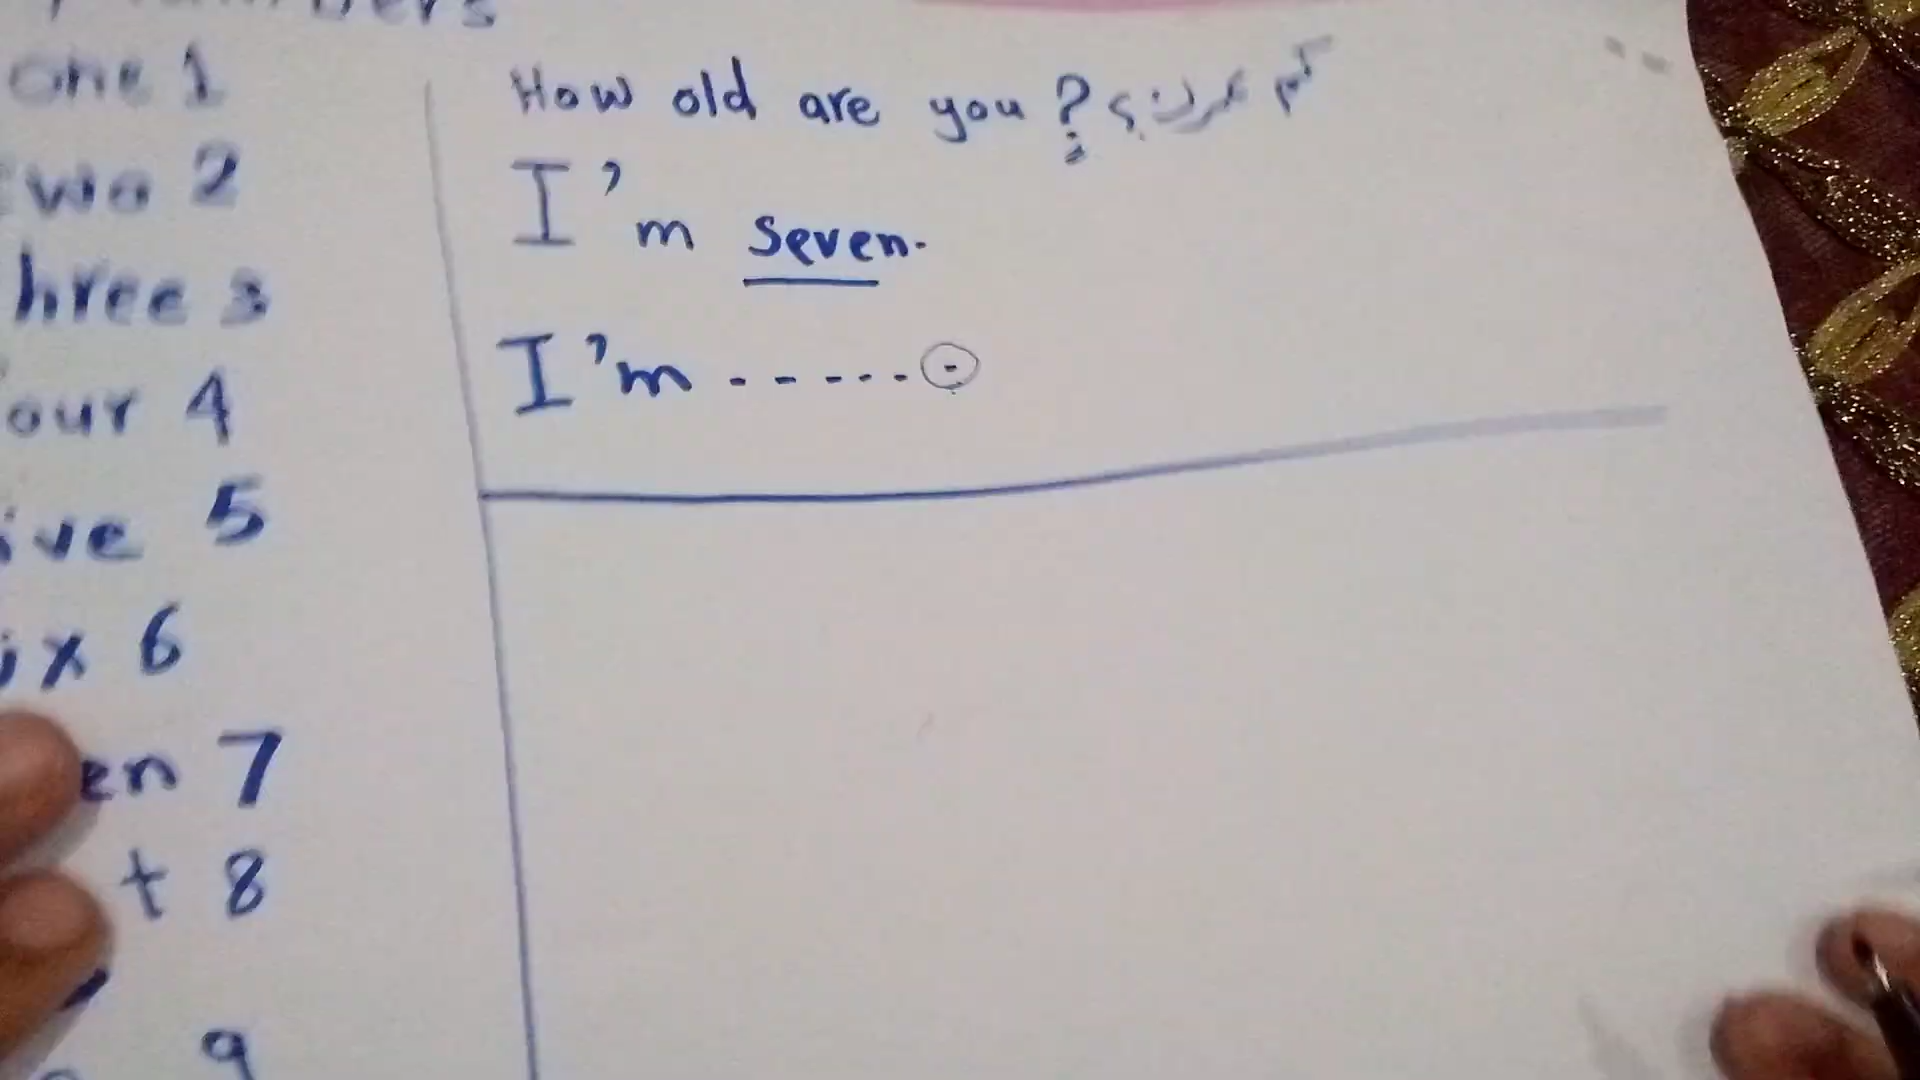 one 1
wo 2
hree 3
our 4
ive 5
ix 6
en 7
t 8
9
How old are you? كم عمرك؟
I'm seven.
I'm ------.